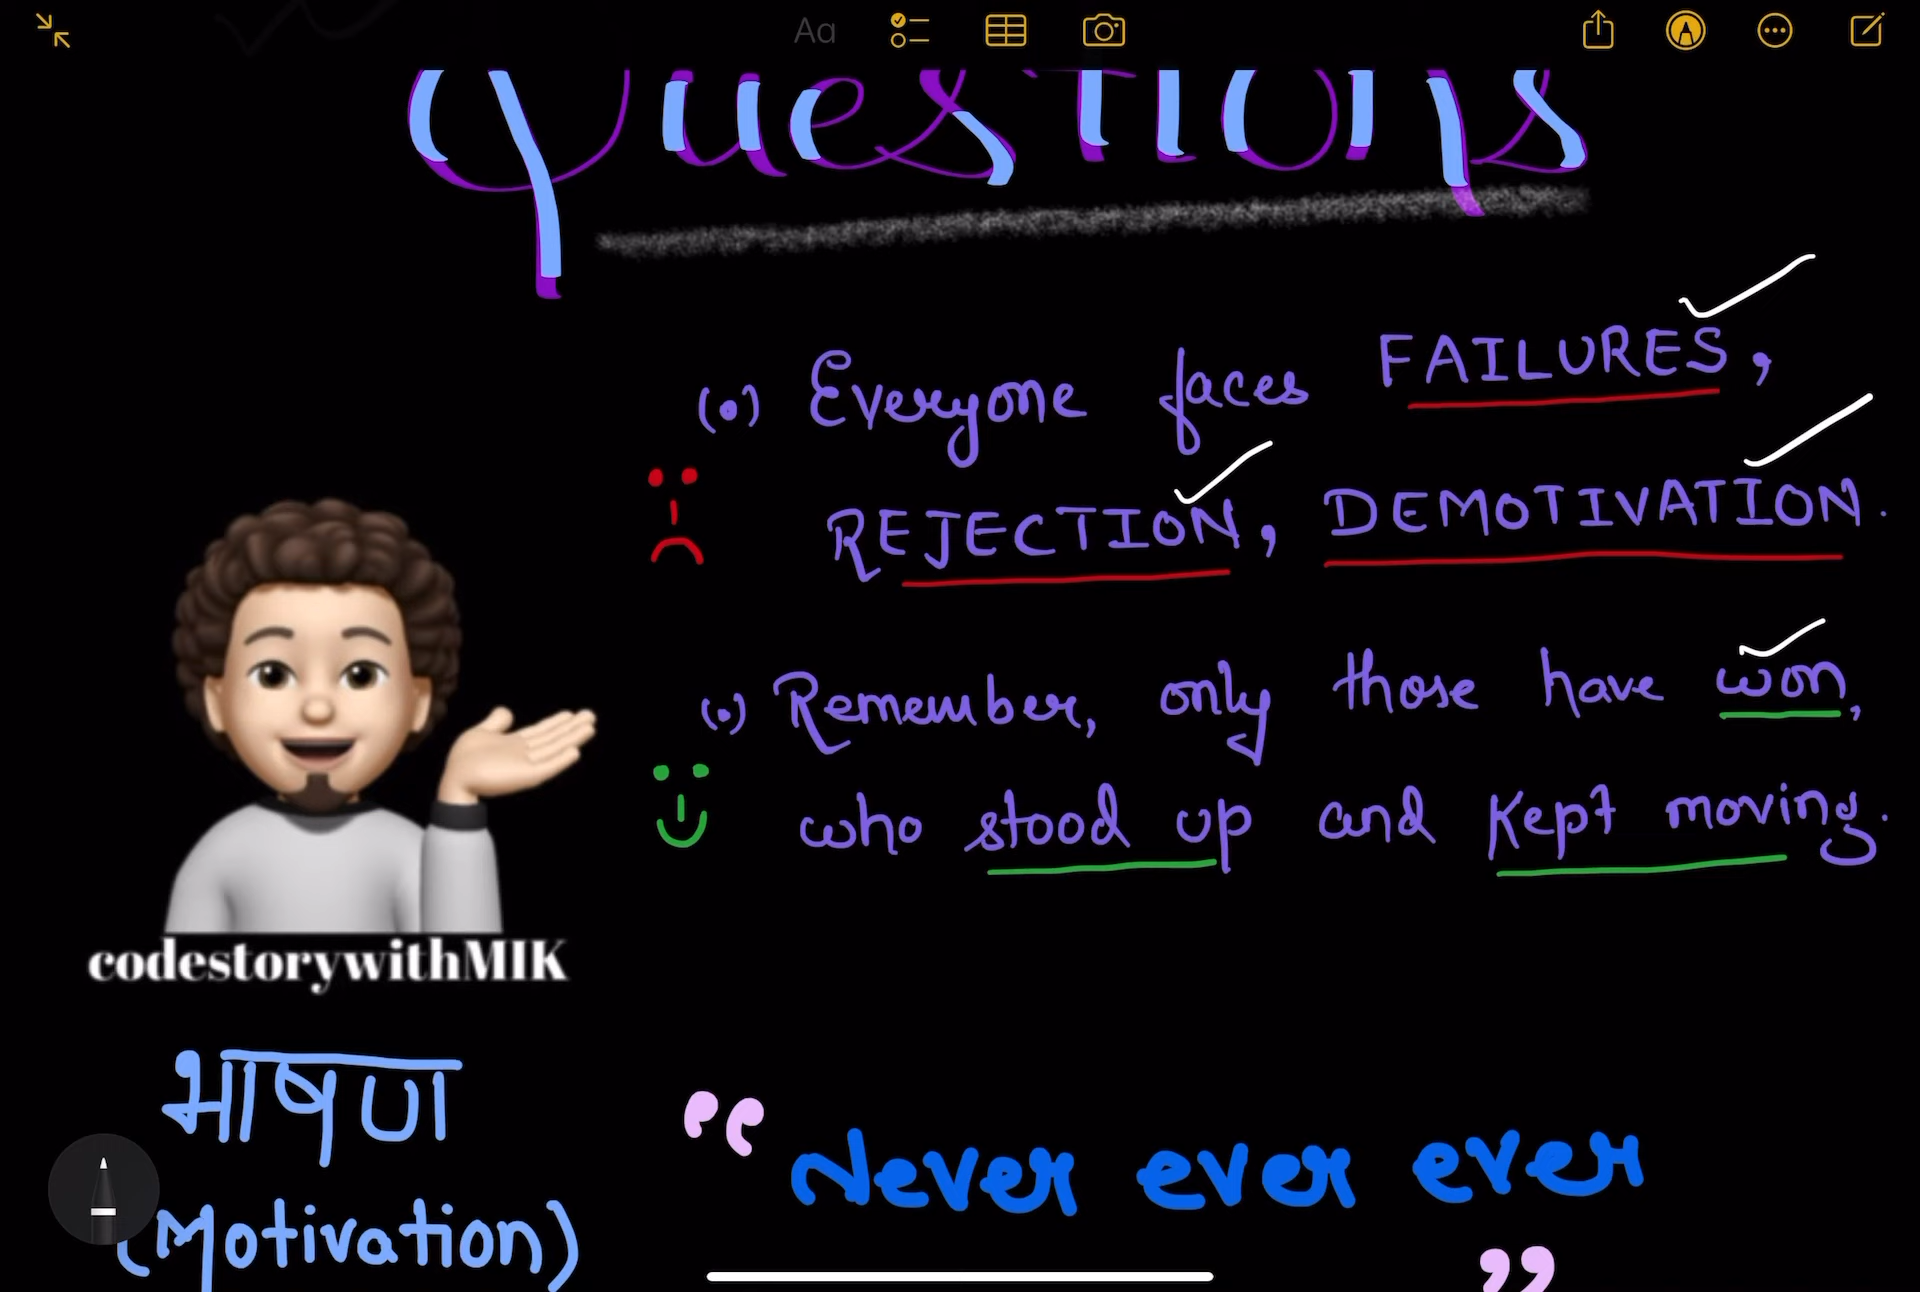 Aa
Questions
(•) Everyone faces FAILURES,
REJECTION, DEMOTIVATION.
(•) Remember, only those have won,
who stood up and kept moving.
codestorywithMIK
भाषण
(Motivation)
“ Never ever ever
”